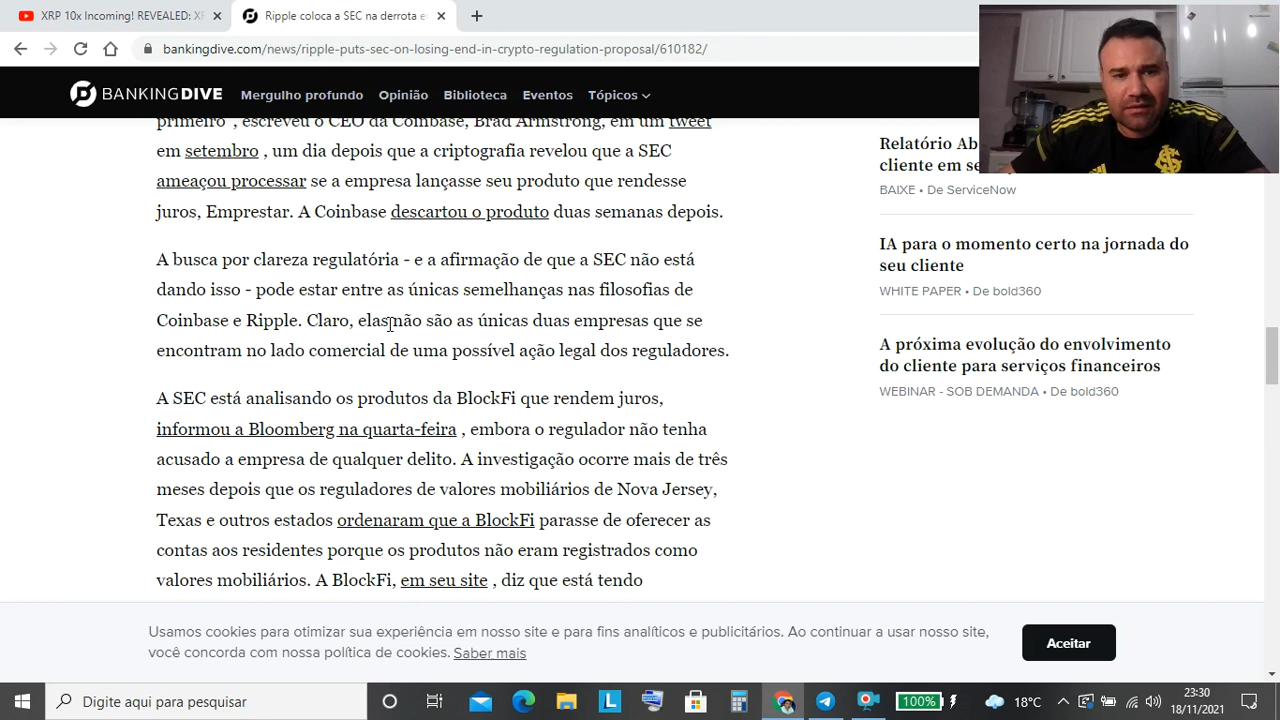 XRP 10x Incoming! REVEALED: XR
Ripple coloca a SEC na derrota e
bankingdive.com/news/ripple-puts-sec-on-losing-end-in-crypto-regulation-proposal/610182/
BANKINGDIVE
Mergulho profundo
Opinião
Biblioteca
Eventos
Tópicos
primeiro", escreveu o CEO da Coinbase, Brad Armstrong, em um tweet
em setembro , um dia depois que a criptografia revelou que a SEC
ameaçou processar se a empresa lançasse seu produto que rendesse
juros, Emprestar. A Coinbase descartou o produto duas semanas depois.
A busca por clareza regulatória - e a afirmação de que a SEC não está
dando isso - pode estar entre as únicas semelhanças nas filosofias de
Coinbase e Ripple. Claro, elas não são as únicas duas empresas que se
encontram no lado comercial de uma possível ação legal dos reguladores.
A SEC está analisando os produtos da BlockFi que rendem juros,
informou a Bloomberg na quarta-feira , embora o regulador não tenha
acusado a empresa de qualquer delito. A investigação ocorre mais de três
meses depois que os reguladores de valores mobiliários de Nova Jersey,
Texas e outros estados ordenaram que a BlockFi parasse de oferecer as
contas aos residentes porque os produtos não eram registrados como
valores mobiliários. A BlockFi, em seu site , diz que está tendo
Relatório Ab
cliente em se
BAIXE • De ServiceNow
IA para o momento certo na jornada do
seu cliente
WHITE PAPER • De bold360
A próxima evolução do envolvimento
do cliente para serviços financeiros
WEBINAR - SOB DEMANDA • De bold360
Usamos cookies para otimizar sua experiência em nosso site e para fins analíticos e publicitários. Ao continuar a usar nosso site,
você concorda com nossa política de cookies. Saber mais
Aceitar
Digite aqui para pesquisar
L
100%
18°C
23:30
18/11/2021